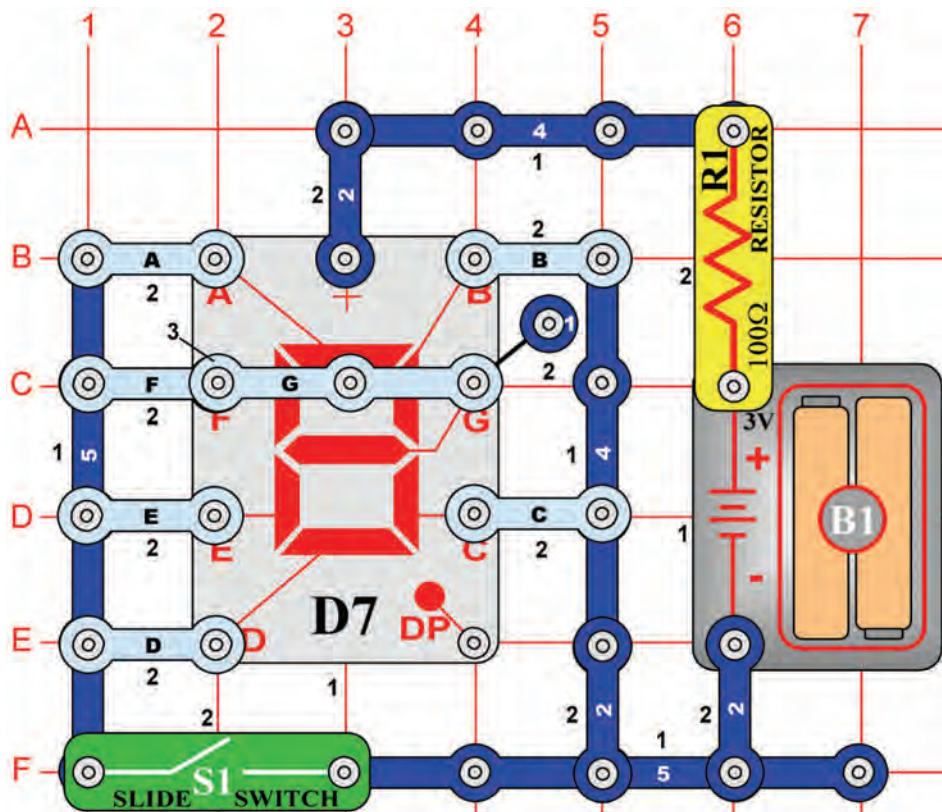 1 2 3 4 5 6 7
A
4
1
2
2
R1
RESISTOR
100Ω
2
B
A
2
B
2
A
+
B
3
1
2
C
F
2
G
F
G
1
5
1
4
3V
+
-
B1
1
D
E
2
C
2
E
C
D7
DP
E
D
2
D
1
2
2
2
2
2
1
5
F
S1
SLIDE SWITCH